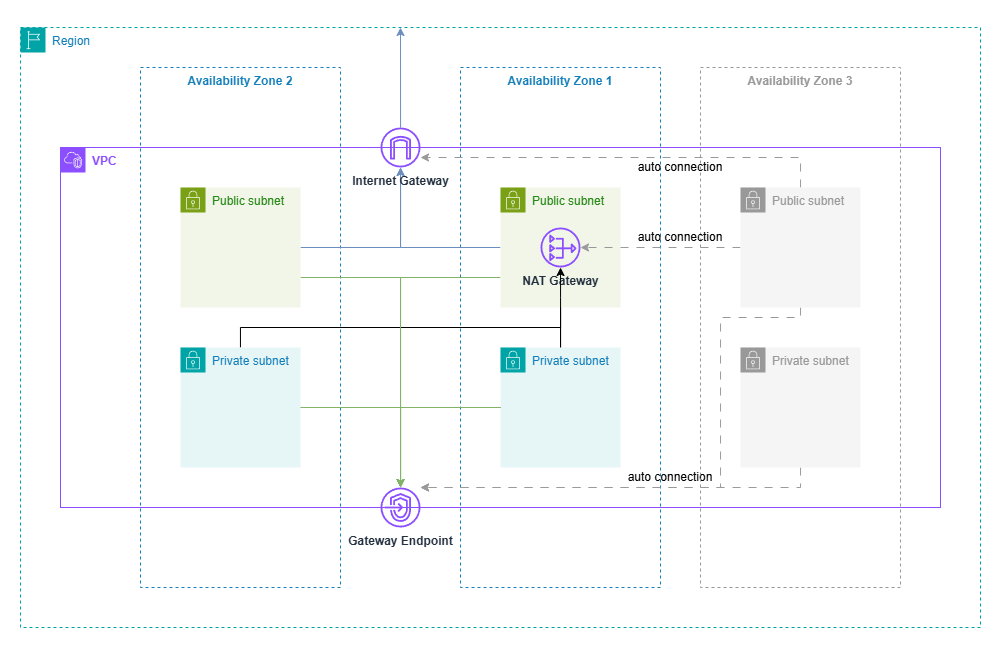 Region
Availability Zone 2
Availability Zone 1
Availability Zone 3
VPC
auto connection
Internet Gateway
Public subnet
Public subnet
Public subnet
auto connection
NAT Gateway
Private subnet
Private subnet
Private subnet
auto connection
Gateway Endpoint